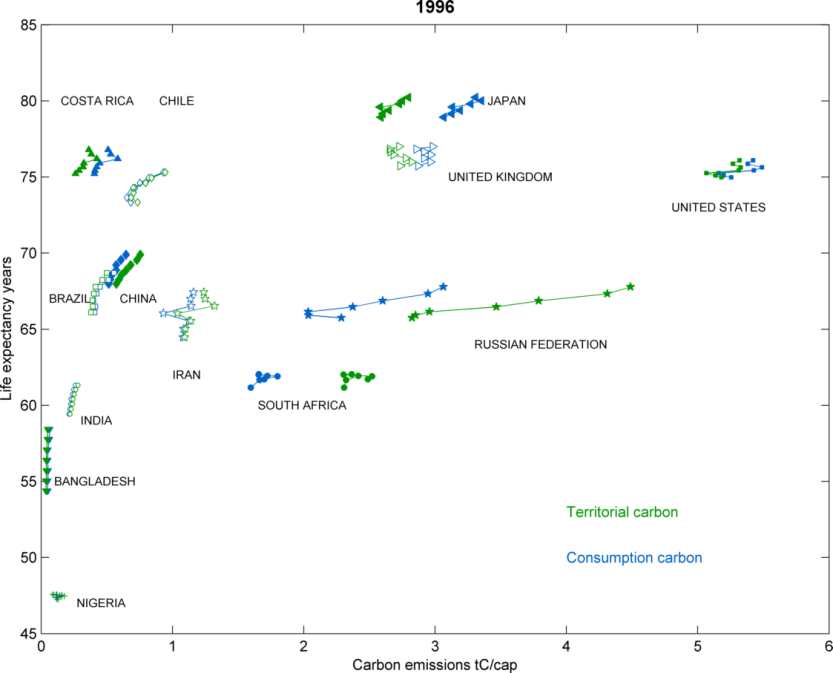 1996
85
80
COSTA RICA CHILE JAPAN
75
UNITED KINGDOM
UNITED STATES
70
BRAZIL CHINA
65
RUSSIAN FEDERATION
IRAN
60
SOUTH AFRICA
INDIA
55
BANGLADESH
Territorial carbon
50
Consumption carbon
NIGERIA
45
0 1 2 3 4 5 6
Carbon emissions tC/cap
Life expectancy years